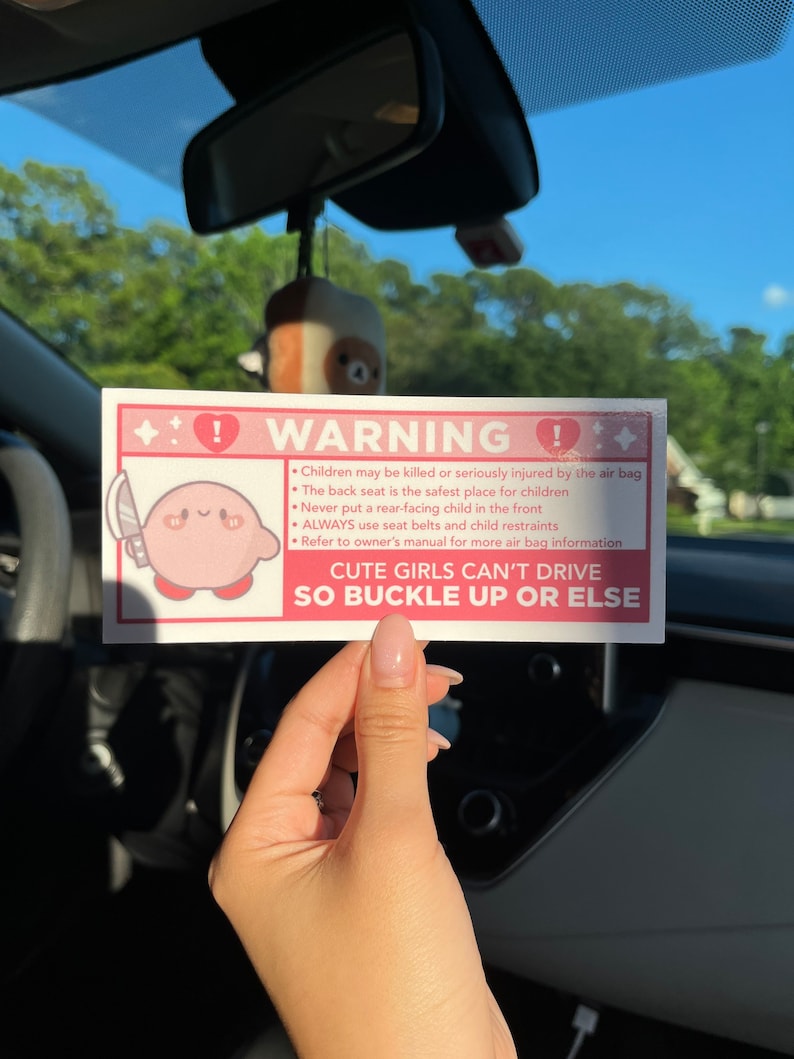 ! WARNING !
• Children may be killed or seriously injured by the air bag
• The back seat is the safest place for children
• Never put a rear-facing child in the front
• ALWAYS use seat belts and child restraints
• Refer to owner's manual for more air bag information
CUTE GIRLS CAN'T DRIVE
SO BUCKLE UP OR ELSE